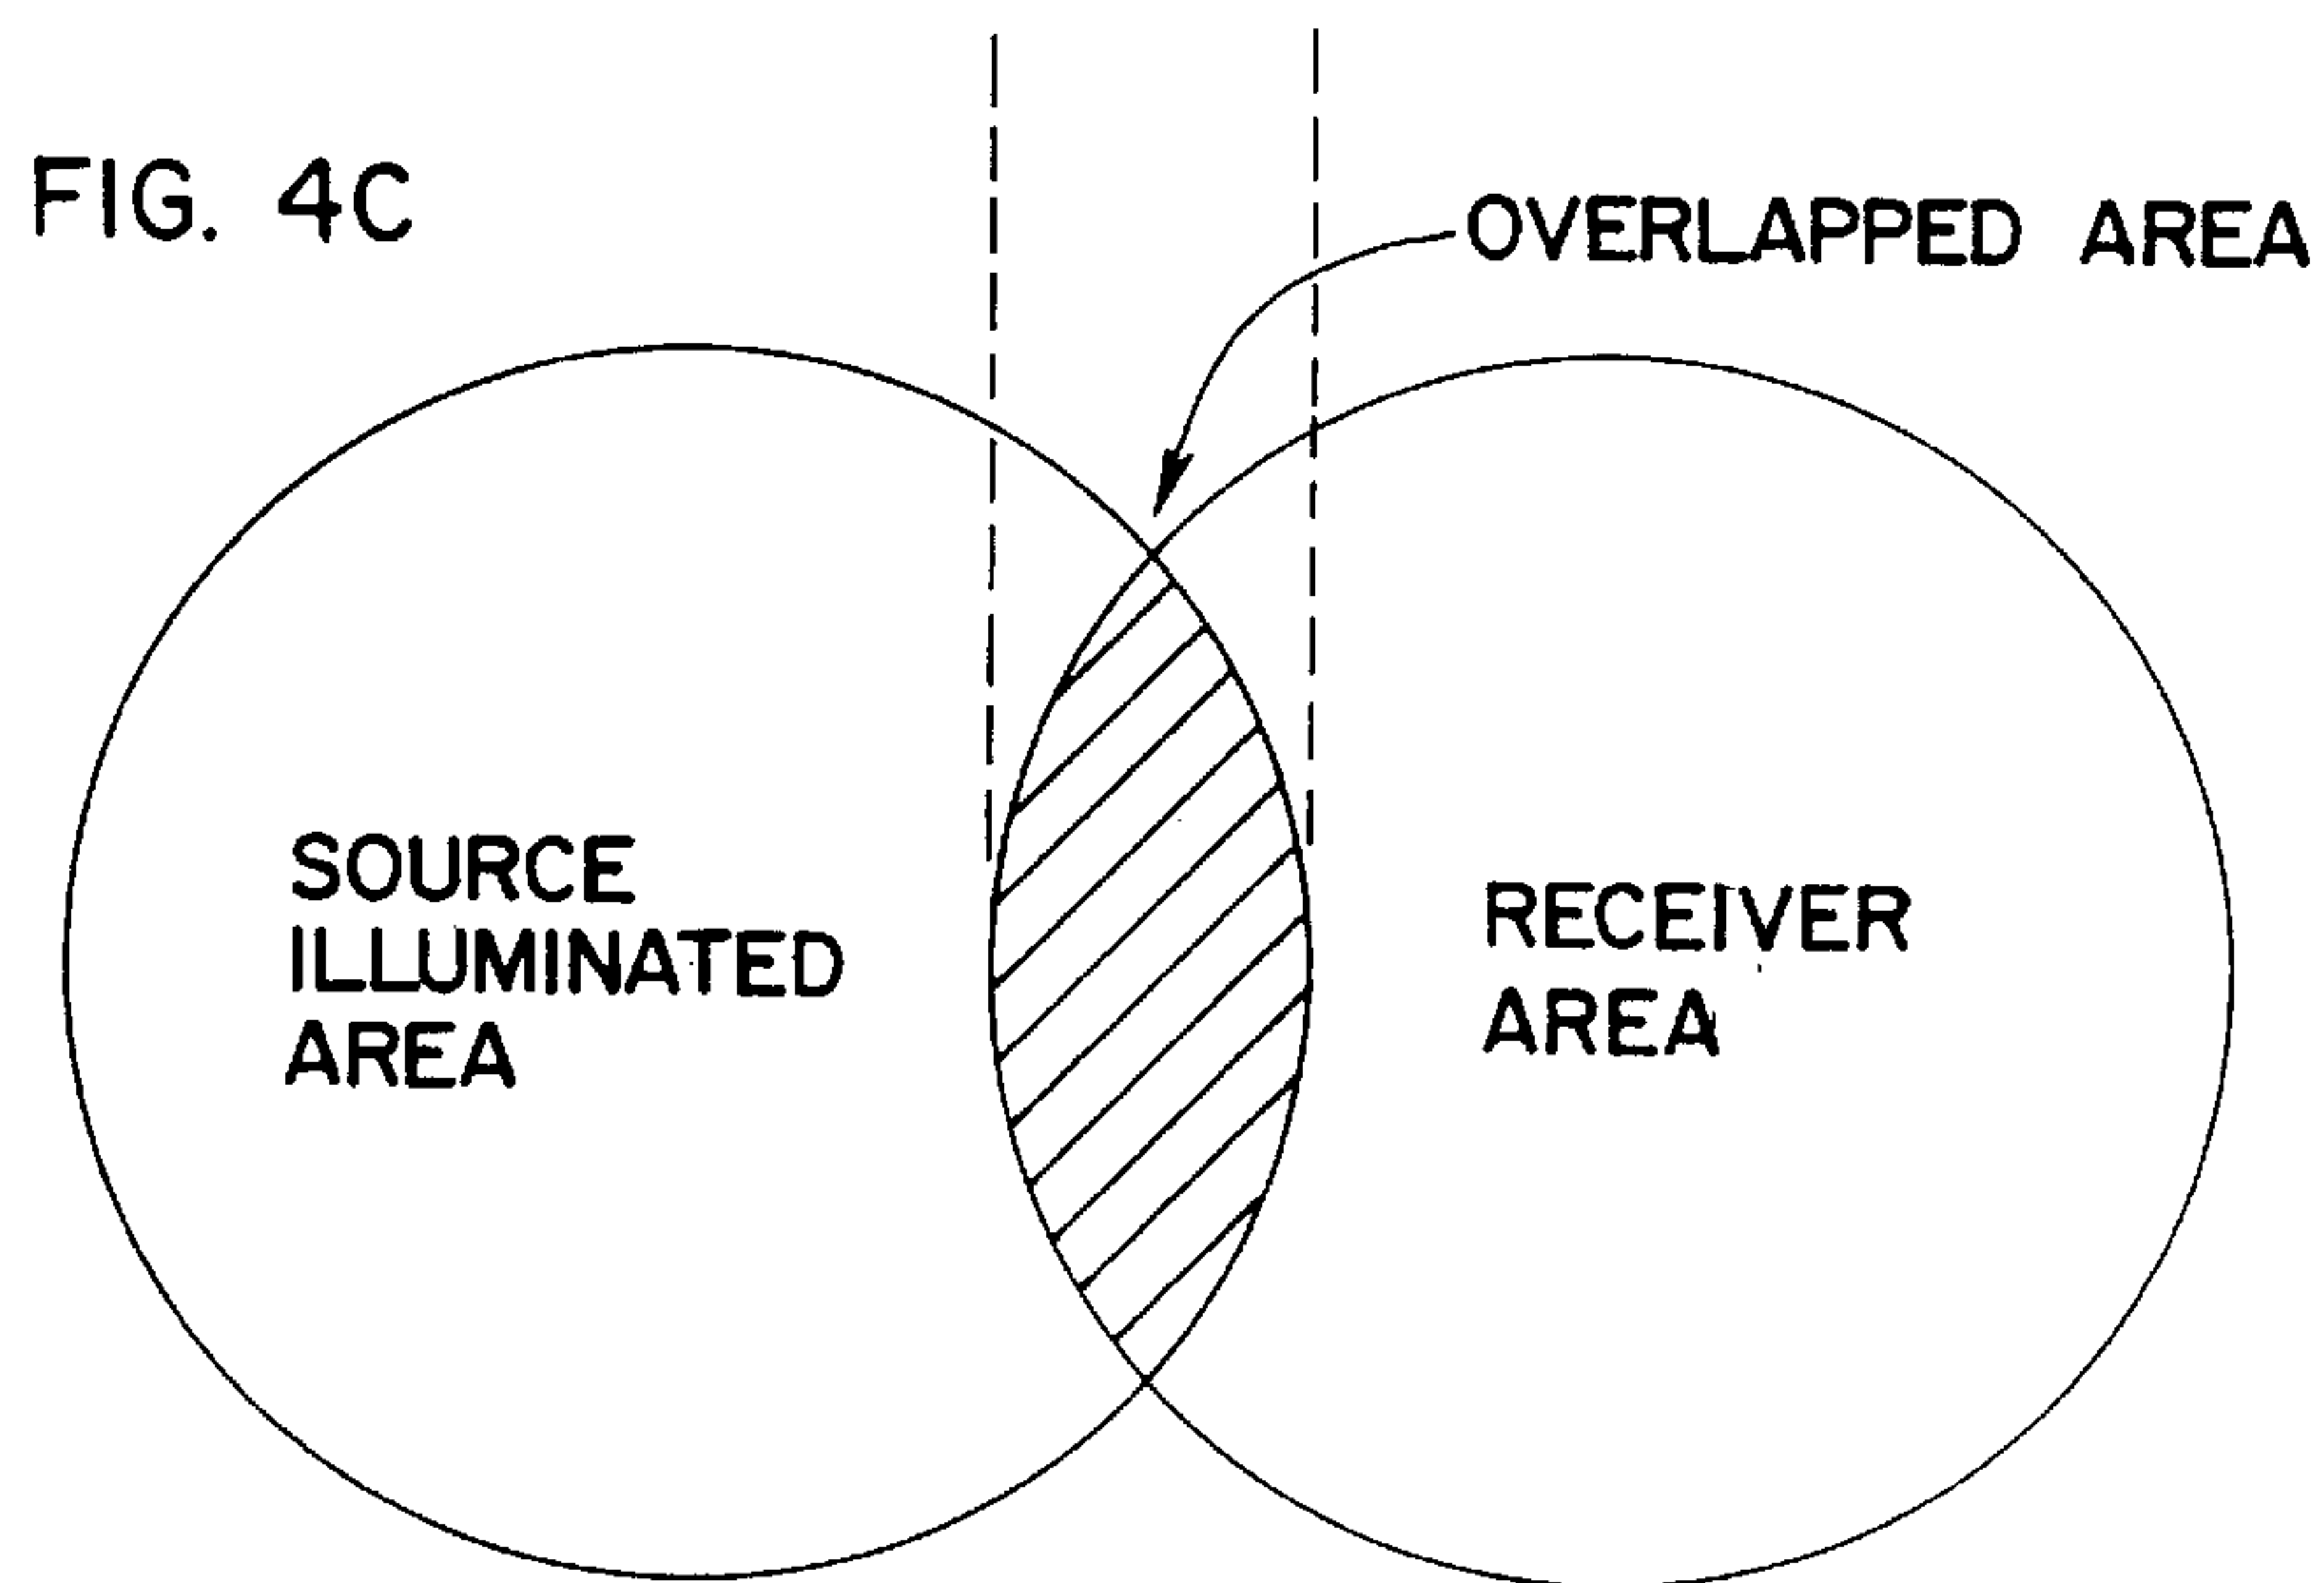 FIG. 4C
OVERLAPPED AREA
SOURCE
ILLUMINATED
AREA
RECEIVER
AREA